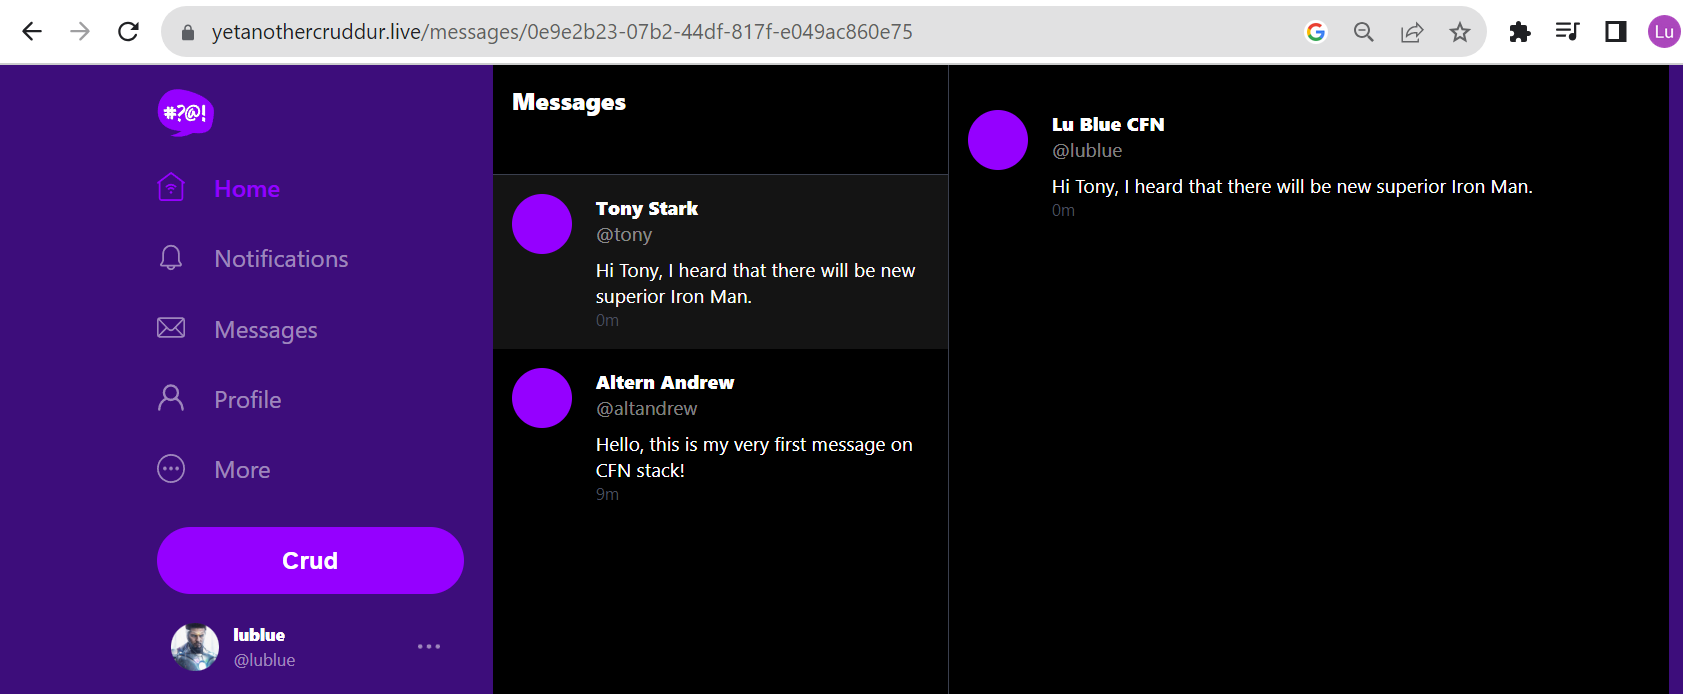 yetanothercruddur.live/messages/0e9e2b23-07b2-44df-817f-e049ac860e75
Lu
#?@!
Home
Notifications
Messages
Profile
More
Crud
lublue
@lublue
Messages
Tony Stark
@tony
Hi Tony, I heard that there will be new
superior Iron Man.
0m
Altern Andrew
@altandrew
Hello, this is my very first message on
CFN stack!
9m
Lu Blue CFN
@lublue
Hi Tony, I heard that there will be new superior Iron Man.
0m